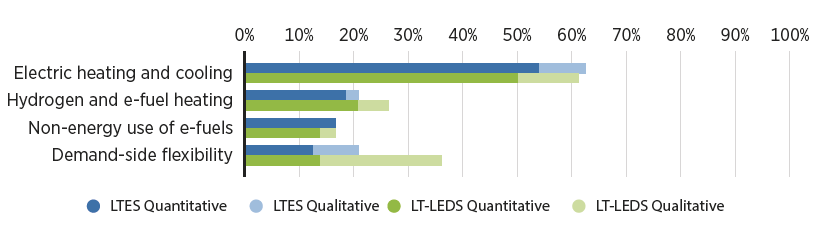 0% 10% 20% 30% 40% 50% 60% 70% 80% 90% 100%
Electric heating and cooling
Hydrogen and e-fuel heating
Non-energy use of e-fuels
Demand-side flexibility
LTES Quantitative LTES Qualitative LT-LEDS Quantitative LT-LEDS Qualitative